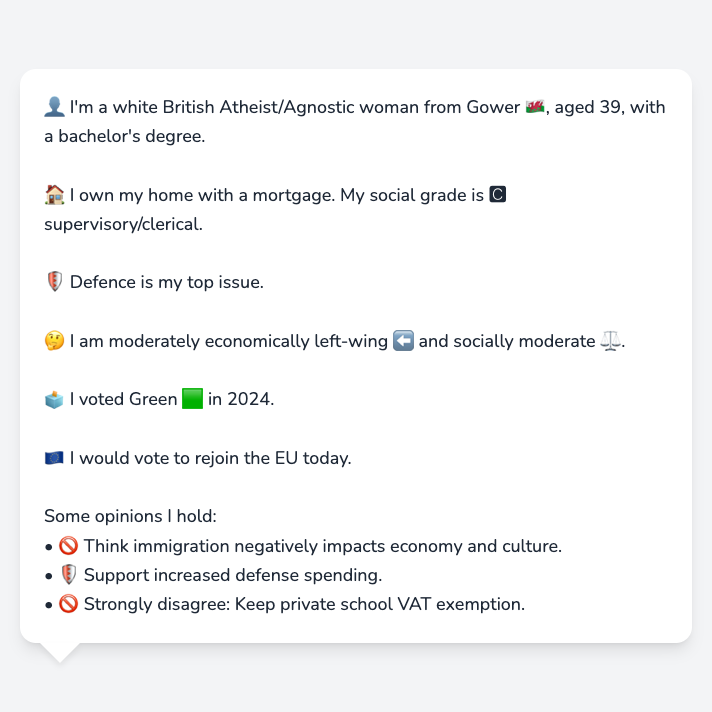 👤 I'm a white British Atheist/Agnostic woman from Gower 🏴󠁧󠁢󠁷󠁬󠁳󠁿, aged 39, with
a bachelor's degree.
🏠 I own my home with a mortgage. My social grade is C
supervisory/clerical.
🛡️ Defence is my top issue.
🤔 I am moderately economically left-wing ⬅️ and socially moderate ⚖️.
🗳️ I voted Green 🟩 in 2024.
🇪🇺 I would vote to rejoin the EU today.
Some opinions I hold:
• 🚫 Think immigration negatively impacts economy and culture.
• 🛡️ Support increased defense spending.
• 🚫 Strongly disagree: Keep private school VAT exemption.